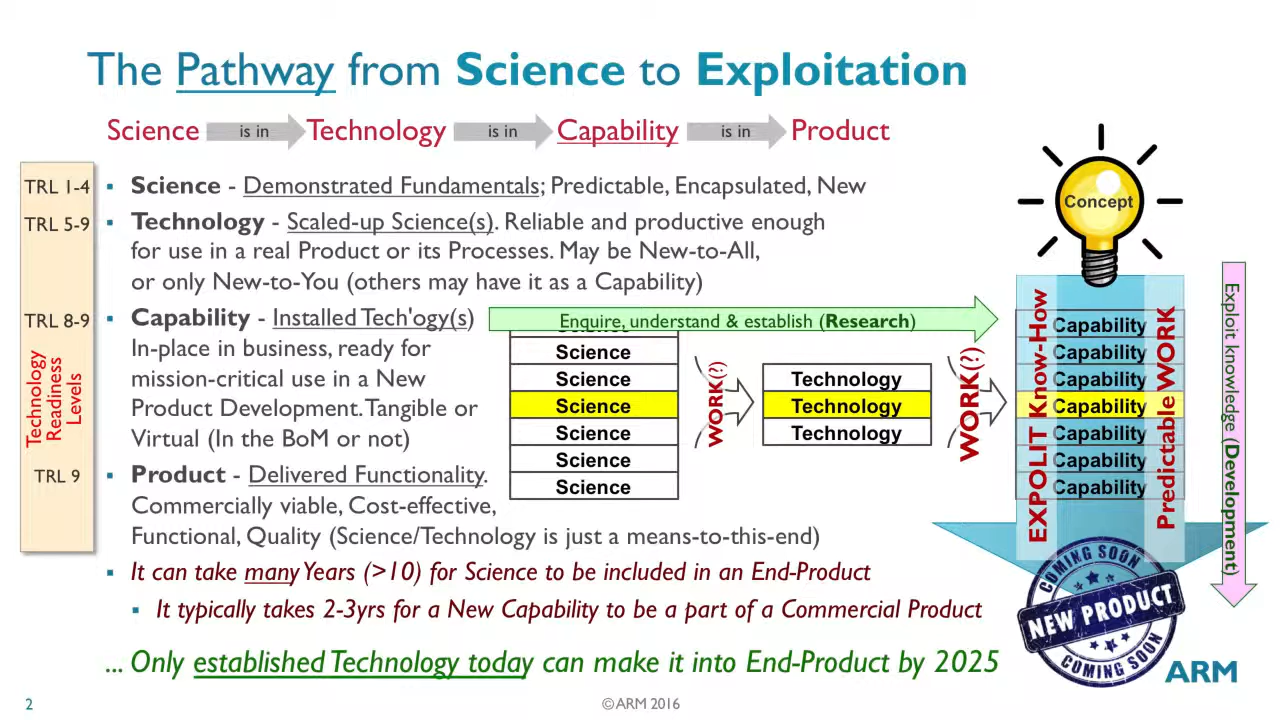 The Pathway from Science to Exploitation
Science is in Technology is in Capability is in Product
TRL 1-4
▪ Science - Demonstrated Fundamentals; Predictable, Encapsulated, New
TRL 5-9
▪ Technology - Scaled-up Science(s). Reliable and productive enough
for use in a real Product or its Processes. May be New-to-All,
or only New-to-You (others may have it as a Capability)
TRL 8-9
▪ Capability - Installed Tech'ogy(s)
In-place in business, ready for
mission-critical use in a New
Product Development. Tangible or
Virtual (In the BoM or not)
Technology
Readiness
Levels
TRL 9
▪ Product - Delivered Functionality.
Commercially viable, Cost-effective,
Functional, Quality (Science/Technology is just a means-to-this-end)
▪ It can take many Years (>10) for Science to be included in an End-Product
▪ It typically takes 2-3yrs for a New Capability to be a part of a Commercial Product
... Only established Technology today can make it into End-Product by 2025
Enquire, understand & establish (Research)
Science
Science
Science
Science
Science
Science
WORK(?)
Technology
Technology
Technology
WORK(?)
Concept
EXPOLIT Know-How
Capability
Capability
Capability
Capability
Capability
Capability
Capability
Predictable WORK
Exploit knowledge (Development)
COMING SOON
NEW PRODUCT
COMING SOON
ARM
2
© ARM 2016